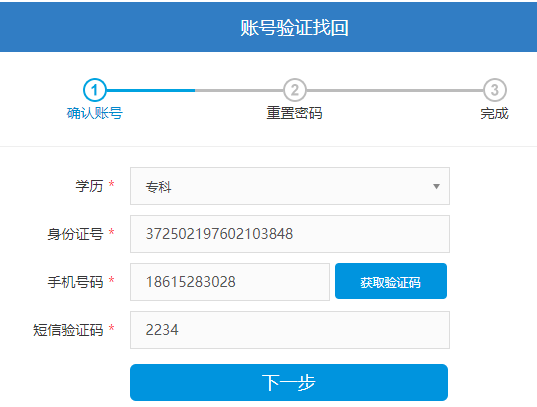 账号验证找回
1 2 3
确认账号 重置密码 完成
学历 * 专科
身份证号 * 372502197602103848
手机号码 * 18615283028 获取验证码
短信验证码 * 2234
下一步